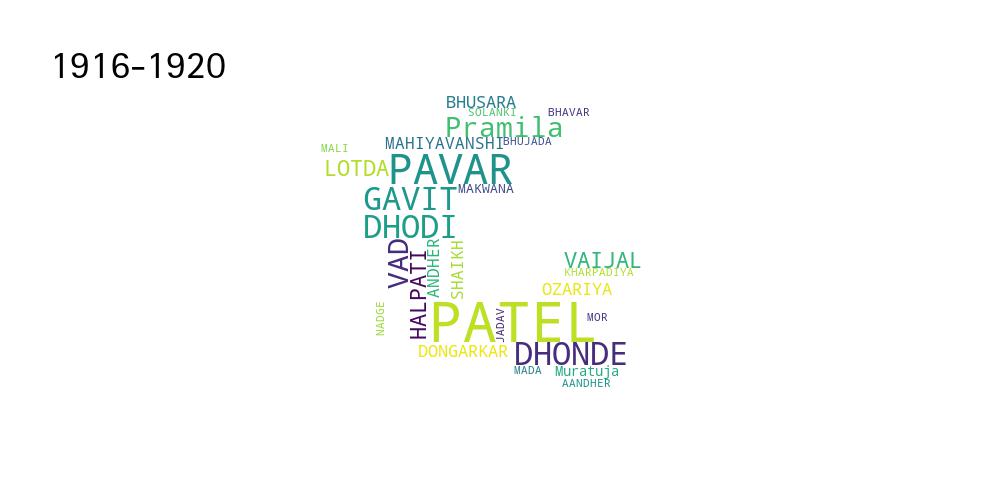 1916-1920
BHUSARA
SOLANKI
BHAVAR
Pramila
MAHIYAVANSHI
BHUJADA
MALI
PAVAR
LOTDA
MAKWANA
GAVIT
DHODI
VAD
HALPATI
ANDHER
SHAIKH
VAIJAL
KHARPADIYA
OZARIYA
NADGE
PATEL
JADAV
MOR
DONGARKAR
DHONDE
MADA
Muratuja
AANDHER